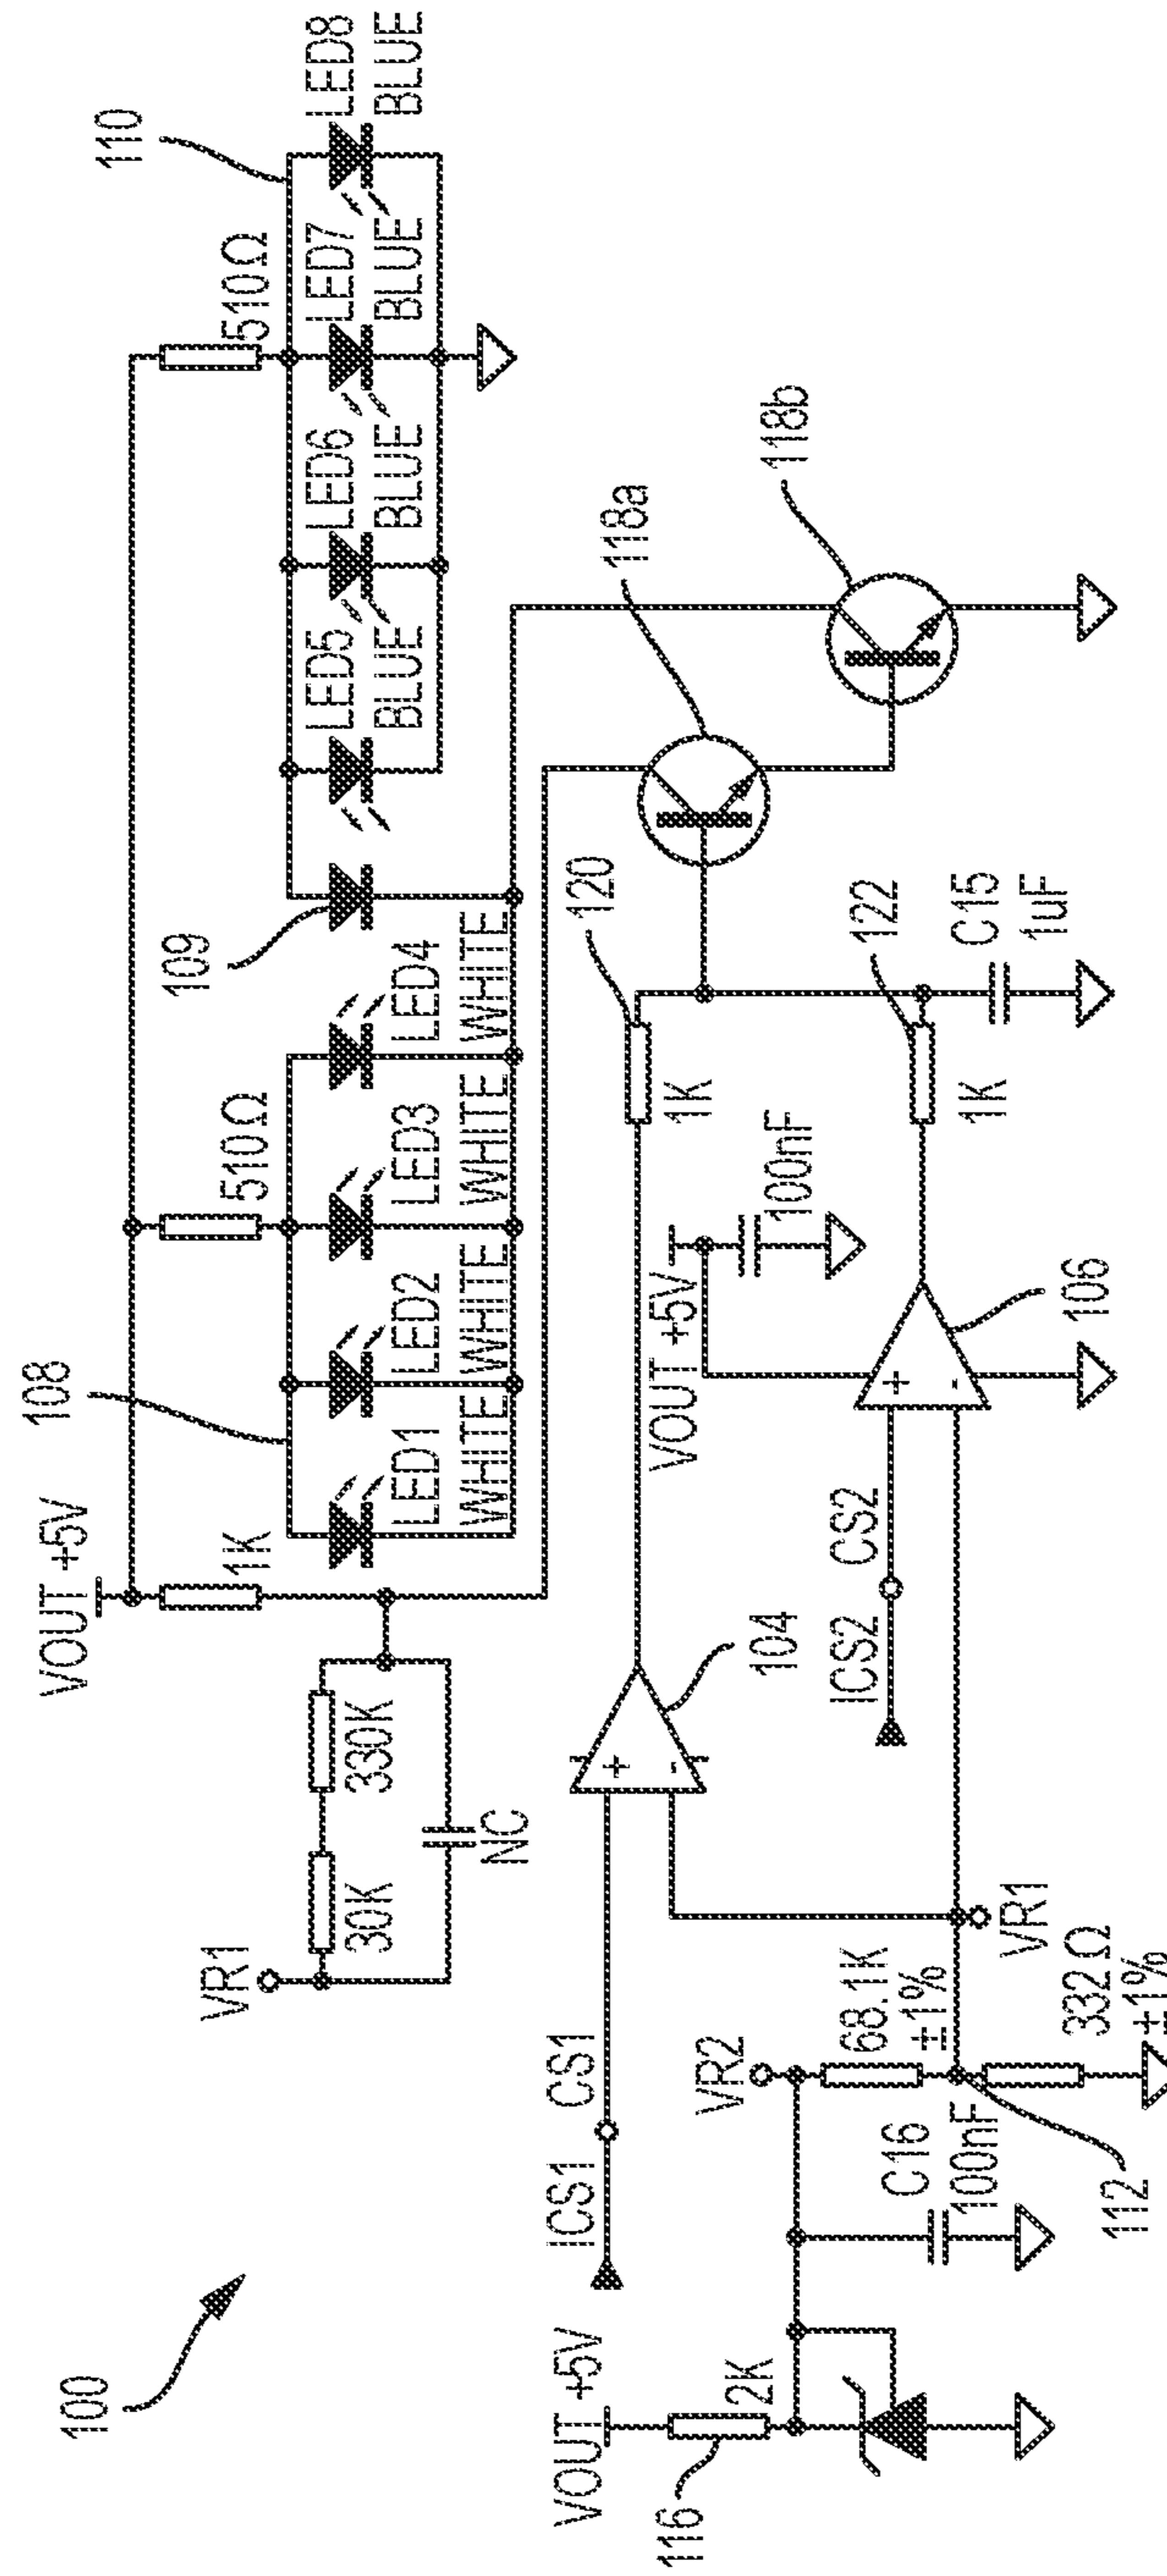 100
VR1
30K
330K
NC
VOUT +5V
1K
108
510Ω
LED1
WHITE
LED2
WHITE
LED3
WHITE
LED4
WHITE
109
510Ω
110
LED5
BLUE
LED6
BLUE
LED7
BLUE
LED8
BLUE
ICS1
CS1
+
-
104
120
1K
118a
118b
VOUT +5V
100nF
ICS2
CS2
+
-
106
122
1K
C15
1uF
VOUT +5V
116
2K
C16
100nF
VR2
68.1K
±1%
VR1
332Ω
±1%
112